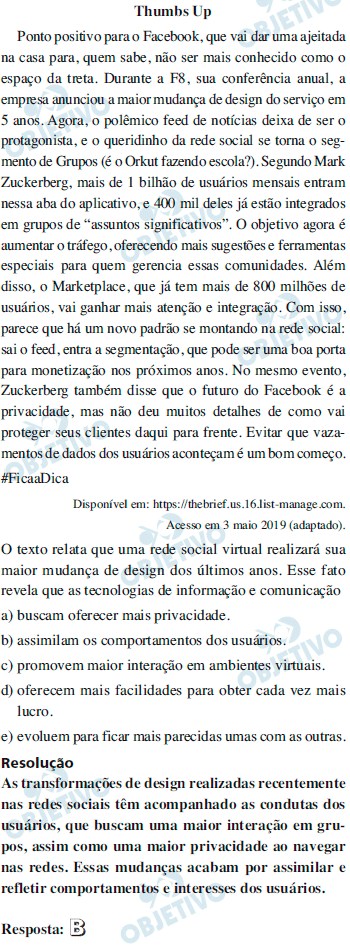 Thumbs Up
Ponto positivo para o Facebook, que vai dar uma ajeitada
na casa para, quem sabe, não ser mais conhecido como o
espaço da treta. Durante a F8, sua conferência anual, a
empresa anunciou a maior mudança de design do serviço em
5 anos. Agora, o polêmico feed de notícias deixa de ser o
protagonista, e o queridinho da rede social se torna o seg-
mento de Grupos (é o Orkut fazendo escola?). Segundo Mark
Zuckerberg, mais de 1 bilhão de usuários mensais entram
nessa aba do aplicativo, e 400 mil deles já estão integrados
em grupos de “assuntos significativos”. O objetivo agora é
aumentar o tráfego, oferecendo mais sugestões e ferramentas
especiais para quem gerencia essas comunidades. Além
disso, o Marketplace, que já tem mais de 800 milhões de
usuários, vai ganhar mais atenção e integração. Com isso,
parece que há um novo padrão se montando na rede social:
sai o feed, entra a segmentação, que pode ser uma boa porta
para monetização nos próximos anos. No mesmo evento,
Zuckerberg também disse que o futuro do Facebook é a
privacidade, mas não deu muitos detalhes de como vai
proteger seus clientes daqui para frente. Evitar que vaza-
mentos de dados dos usuários aconteçam é um bom começo.
#FicaaDica
Disponível em: https://thebrief.us.16.list-manage.com.
Acesso em 3 maio 2019 (adaptado).
O texto relata que uma rede social virtual realizará sua
maior mudança de design dos últimos anos. Esse fato
revela que as tecnologias de informação e comunicação
a) buscam oferecer mais privacidade.
b) assimilam os comportamentos dos usuários.
c) promovem maior interação em ambientes virtuais.
d) oferecem mais facilidades para obter cada vez mais
lucro.
e) evoluem para ficar mais parecidas umas com as outras.
Resolução
As transformações de design realizadas recentemente
nas redes sociais têm acompanhado as condutas dos
usuários, que buscam uma maior interação em gru-
pos, assim como uma maior privacidade ao navegar
nas redes. Essas mudanças acabam por assimilar e
refletir comportamentos e interesses dos usuários.
Resposta: B